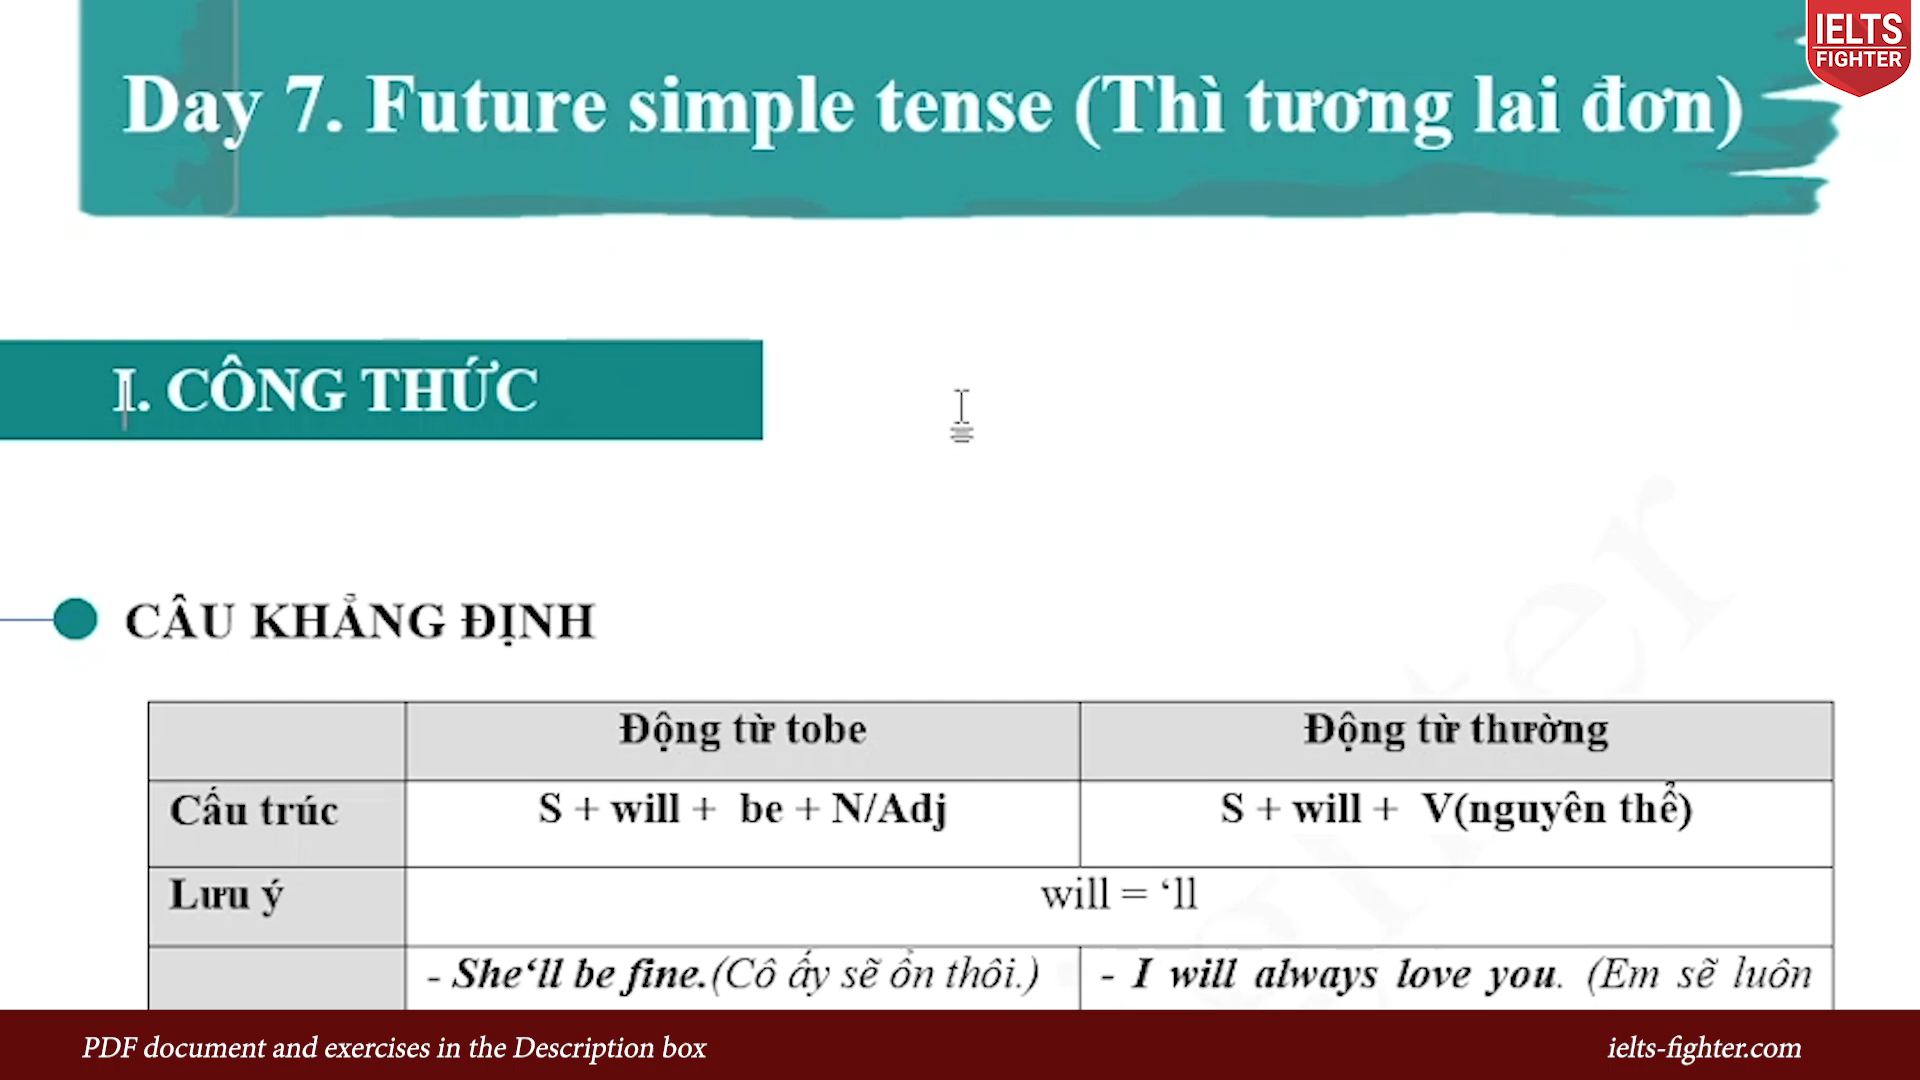 IELTS
FIGHTER
Day 7. Future simple tense (Thì tương lai đơn)
I. CÔNG THỨC
CÂU KHẲNG ĐỊNH
Động từ tobe
Động từ thường
Cấu trúc
S + will + be + N/Adj
S + will + V(nguyên thể)
Lưu ý
will = ‘ll
- She‘ll be fine.(Cô ấy sẽ ổn thôi.)
- I will always love you. (Em sẽ luôn
PDF document and exercises in the Description box
ielts-fighter.com